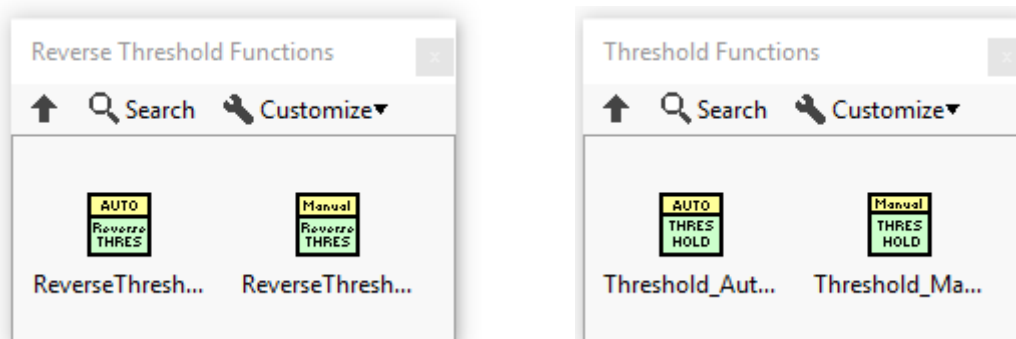 Reverse Threshold Functions
x
Search
Customize
AUTO
Reverse
THRES
Manual
Reverse
THRES
ReverseThresh...
ReverseThresh...
Threshold Functions
x
Search
Customize
AUTO
THRES
HOLD
Manual
THRES
HOLD
Threshold_Aut...
Threshold_Ma...